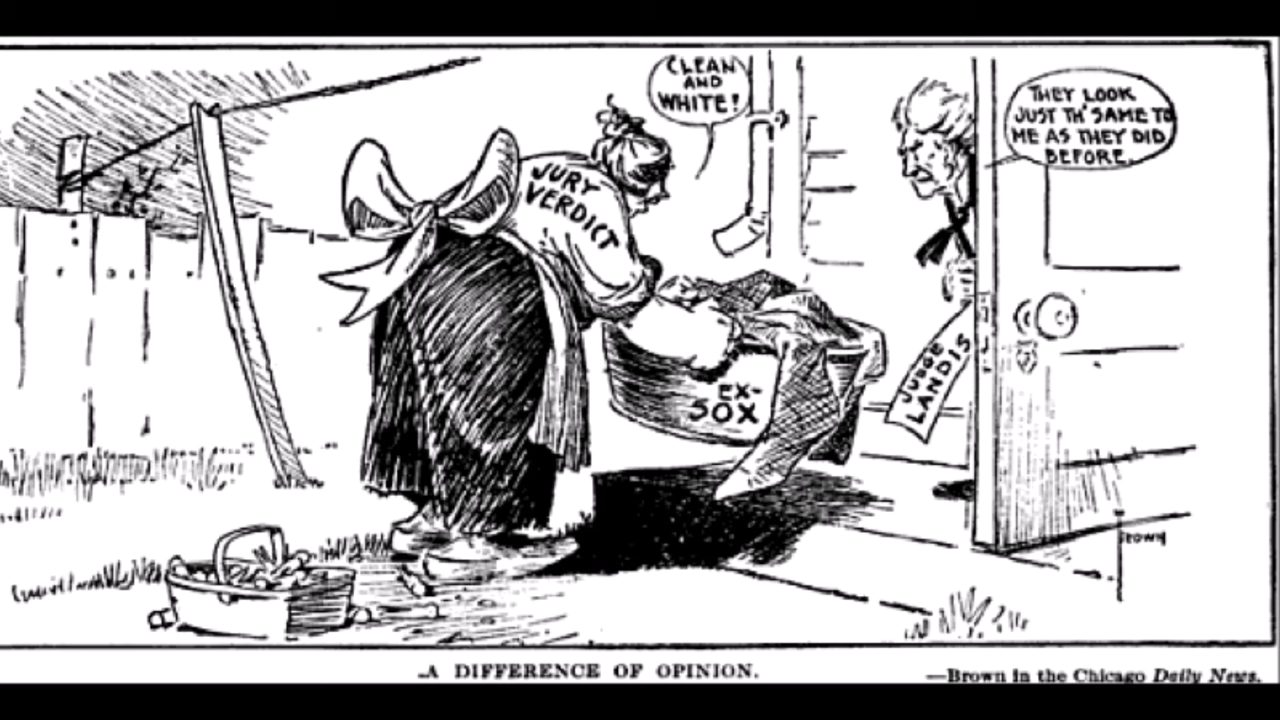 CLEAN
AND
WHITE!
THEY LOOK
JUST TH' SAME TO
ME AS THEY DID
BEFORE.
JURY
VERDICT
EX-
SOX
JUDGE
LANDIS
A DIFFERENCE OF OPINION.
—Brown in the Chicago Daily News.